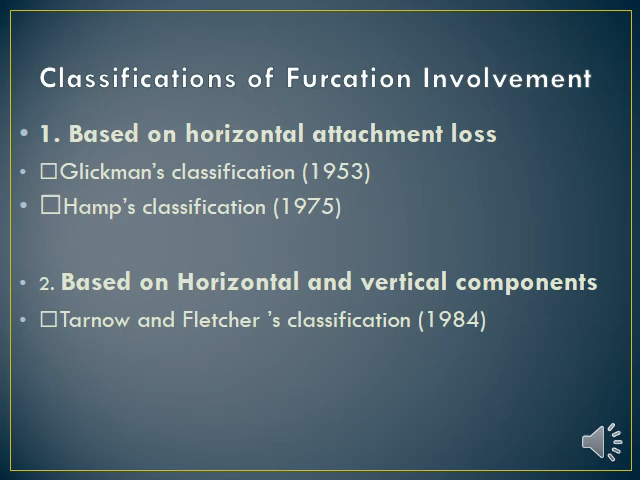 Classifications of Furcation Involvement
• 1. Based on horizontal attachment loss
• □Glickman's classification (1953)
• □Hamp's classification (1975)
• 2. Based on Horizontal and vertical components
• □Tarnow and Fletcher 's classification (1984)